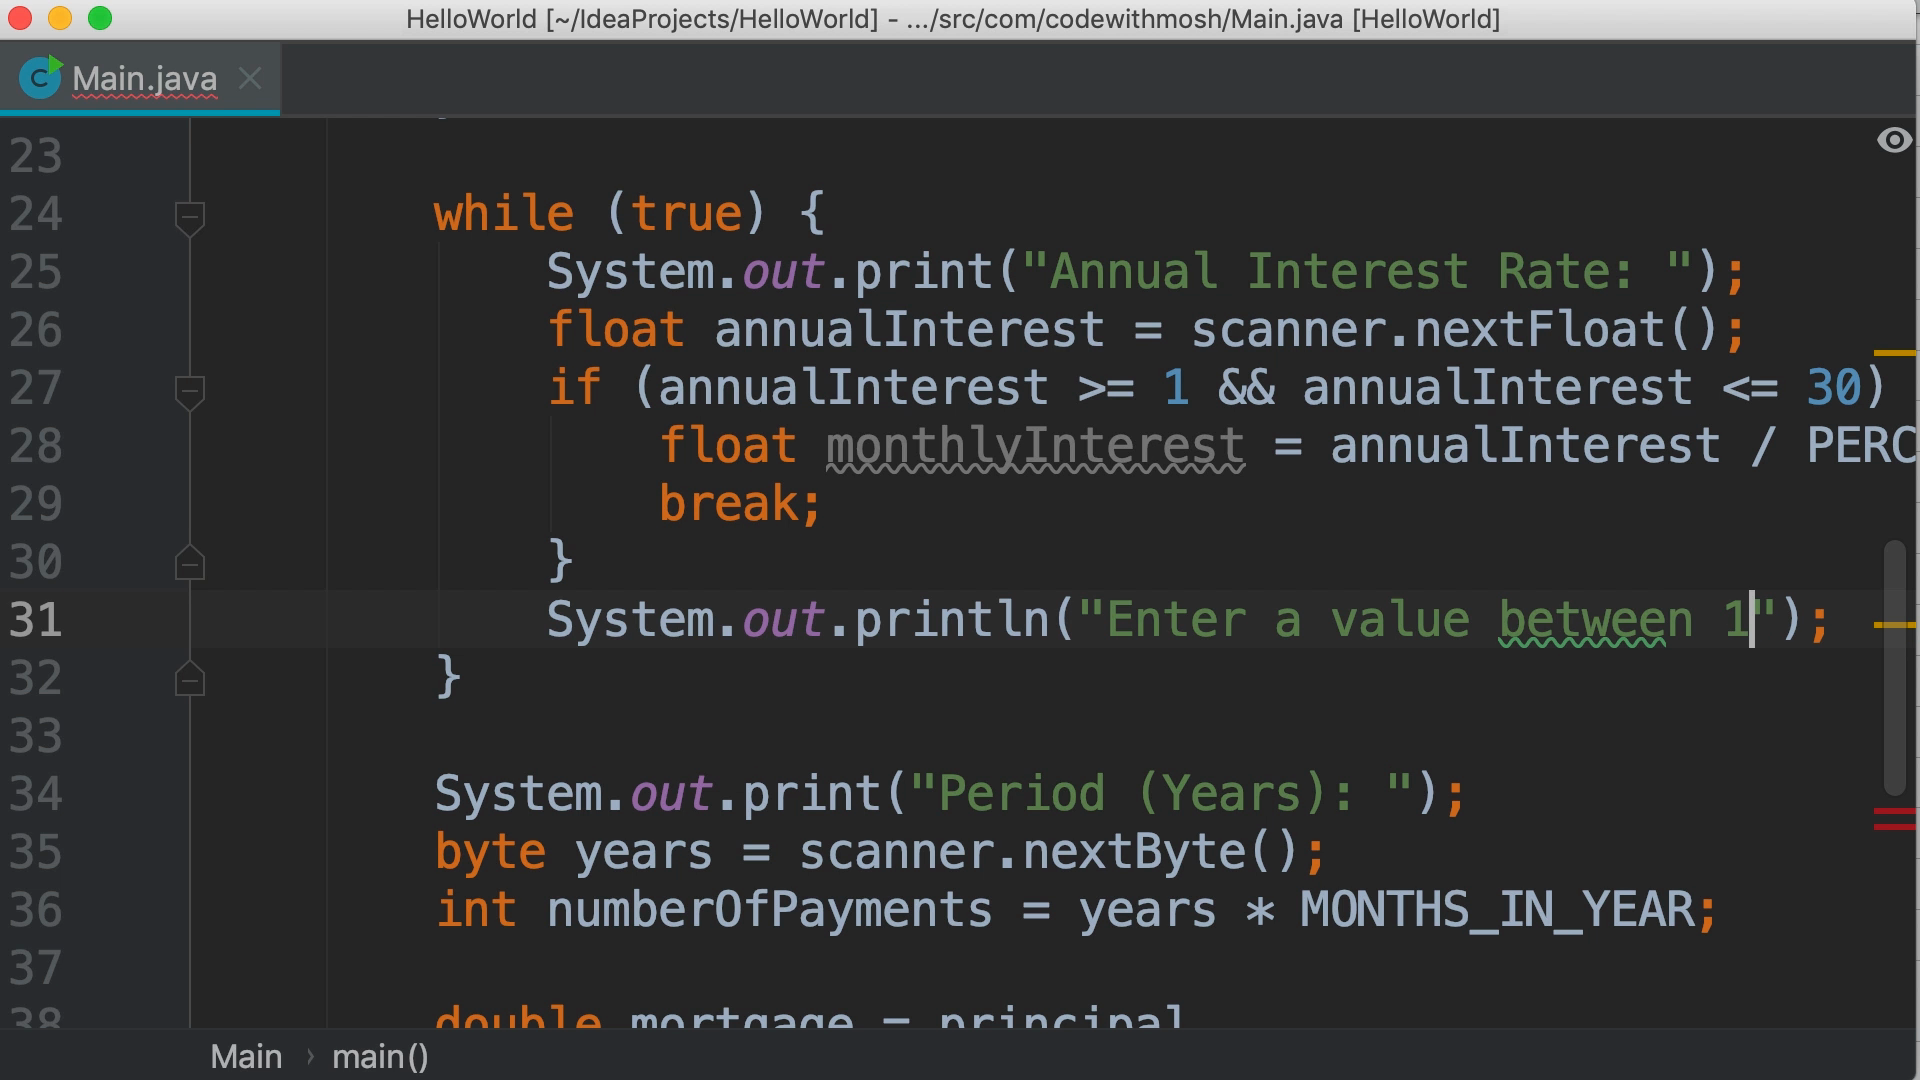 HelloWorld [~/IdeaProjects/HelloWorld] - .../src/com/codewithmosh/Main.java [HelloWorld]
Main.java
23
24 while (true) {
25 System.out.print("Annual Interest Rate: ");
26 float annualInterest = scanner.nextFloat();
27 if (annualInterest >= 1 && annualInterest <= 30)
28 float monthlyInterest = annualInterest / PERC
29 break;
30 }
31 System.out.println("Enter a value between 1");
32 }
33
34 System.out.print("Period (Years): ");
35 byte years = scanner.nextByte();
36 int numberOfPayments = years * MONTHS_IN_YEAR;
37
38 double mortgage = principal
Main › main()